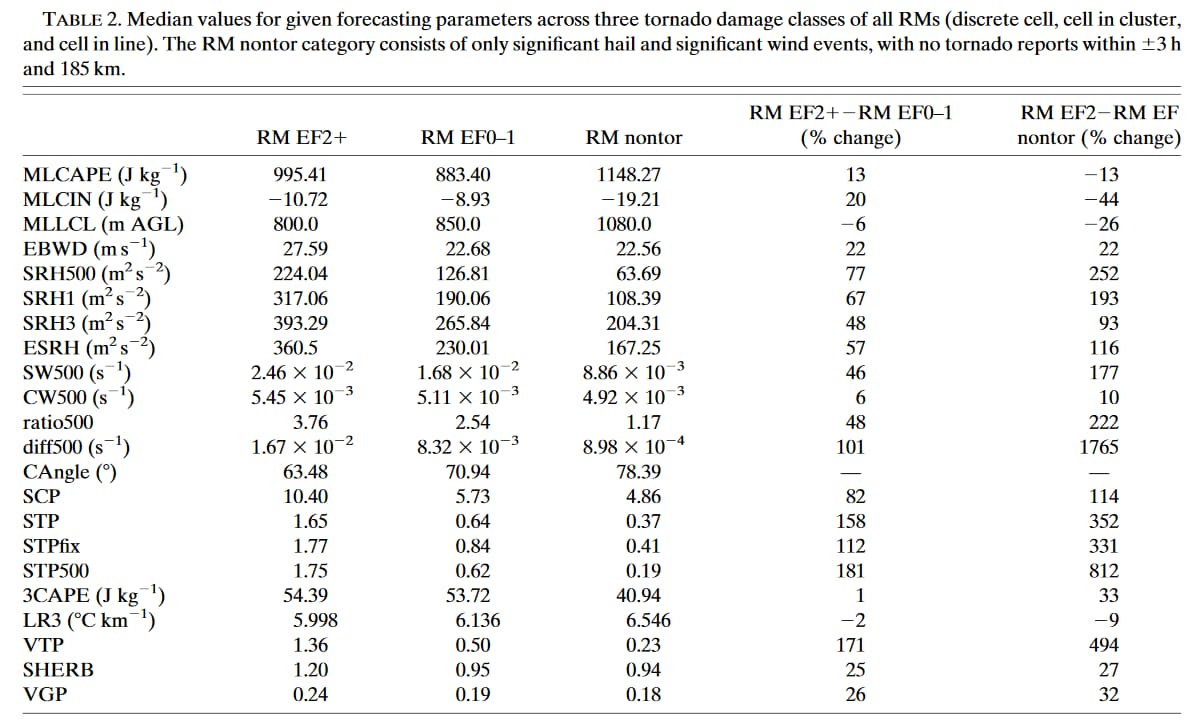 TABLE 2. Median values for given forecasting parameters across three tornado damage classes of all RMs (discrete cell, cell in cluster,
and cell in line). The RM nontor category consists of only significant hail and significant wind events, with no tornado reports within ±3 h
and 185 km.
RM EF2+ RM EF0–1 RM nontor RM EF2+−RM EF0–1 (% change) RM EF2−RM EF nontor (% change)
MLCAPE (J kg⁻¹) 995.41 883.40 1148.27 13 −13
MLCIN (J kg⁻¹) −10.72 −8.93 −19.21 20 −44
MLLCL (m AGL) 800.0 850.0 1080.0 −6 −26
EBWD (m s⁻¹) 27.59 22.68 22.56 22 22
SRH500 (m² s⁻²) 224.04 126.81 63.69 77 252
SRH1 (m² s⁻²) 317.06 190.06 108.39 67 193
SRH3 (m² s⁻²) 393.29 265.84 204.31 48 93
ESRH (m² s⁻²) 360.5 230.01 167.25 57 116
SW500 (s⁻¹) 2.46 × 10⁻² 1.68 × 10⁻² 8.86 × 10⁻³ 46 177
CW500 (s⁻¹) 5.45 × 10⁻³ 5.11 × 10⁻³ 4.92 × 10⁻³ 6 10
ratio500 3.76 2.54 1.17 48 222
diff500 (s⁻¹) 1.67 × 10⁻² 8.32 × 10⁻³ 8.98 × 10⁻⁴ 101 1765
CAngle (°) 63.48 70.94 78.39 — —
SCP 10.40 5.73 4.86 82 114
STP 1.65 0.64 0.37 158 352
STPfix 1.77 0.84 0.41 112 331
STP500 1.75 0.62 0.19 181 812
3CAPE (J kg⁻¹) 54.39 53.72 40.94 1 33
LR3 (°C km⁻¹) 5.998 6.136 6.546 −2 −9
VTP 1.36 0.50 0.23 171 494
SHERB 1.20 0.95 0.94 25 27
VGP 0.24 0.19 0.18 26 32